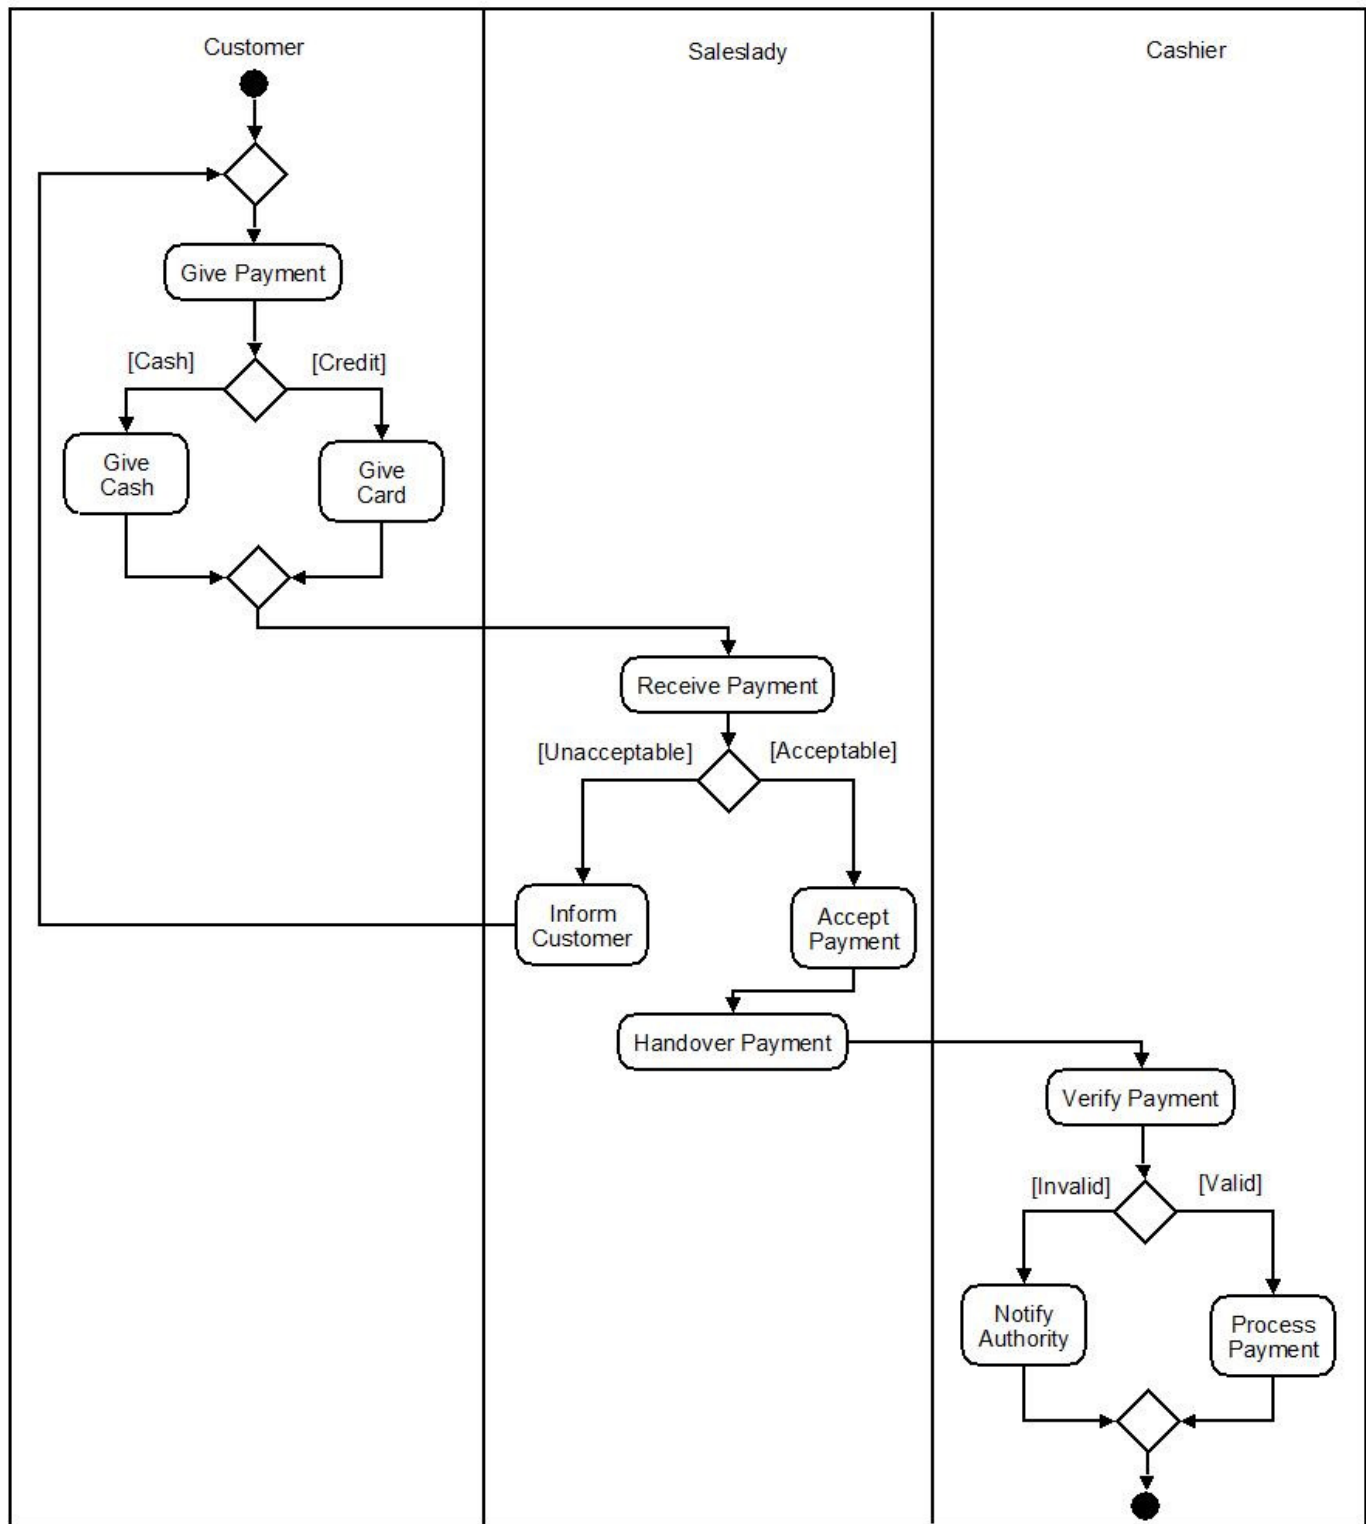 Customer
Saleslady
Cashier
Give Payment
[Cash]
[Credit]
Give
Cash
Give
Card
Receive Payment
[Unacceptable]
[Acceptable]
Inform
Customer
Accept
Payment
Handover Payment
Verify Payment
[Invalid]
[Valid]
Notify
Authority
Process
Payment